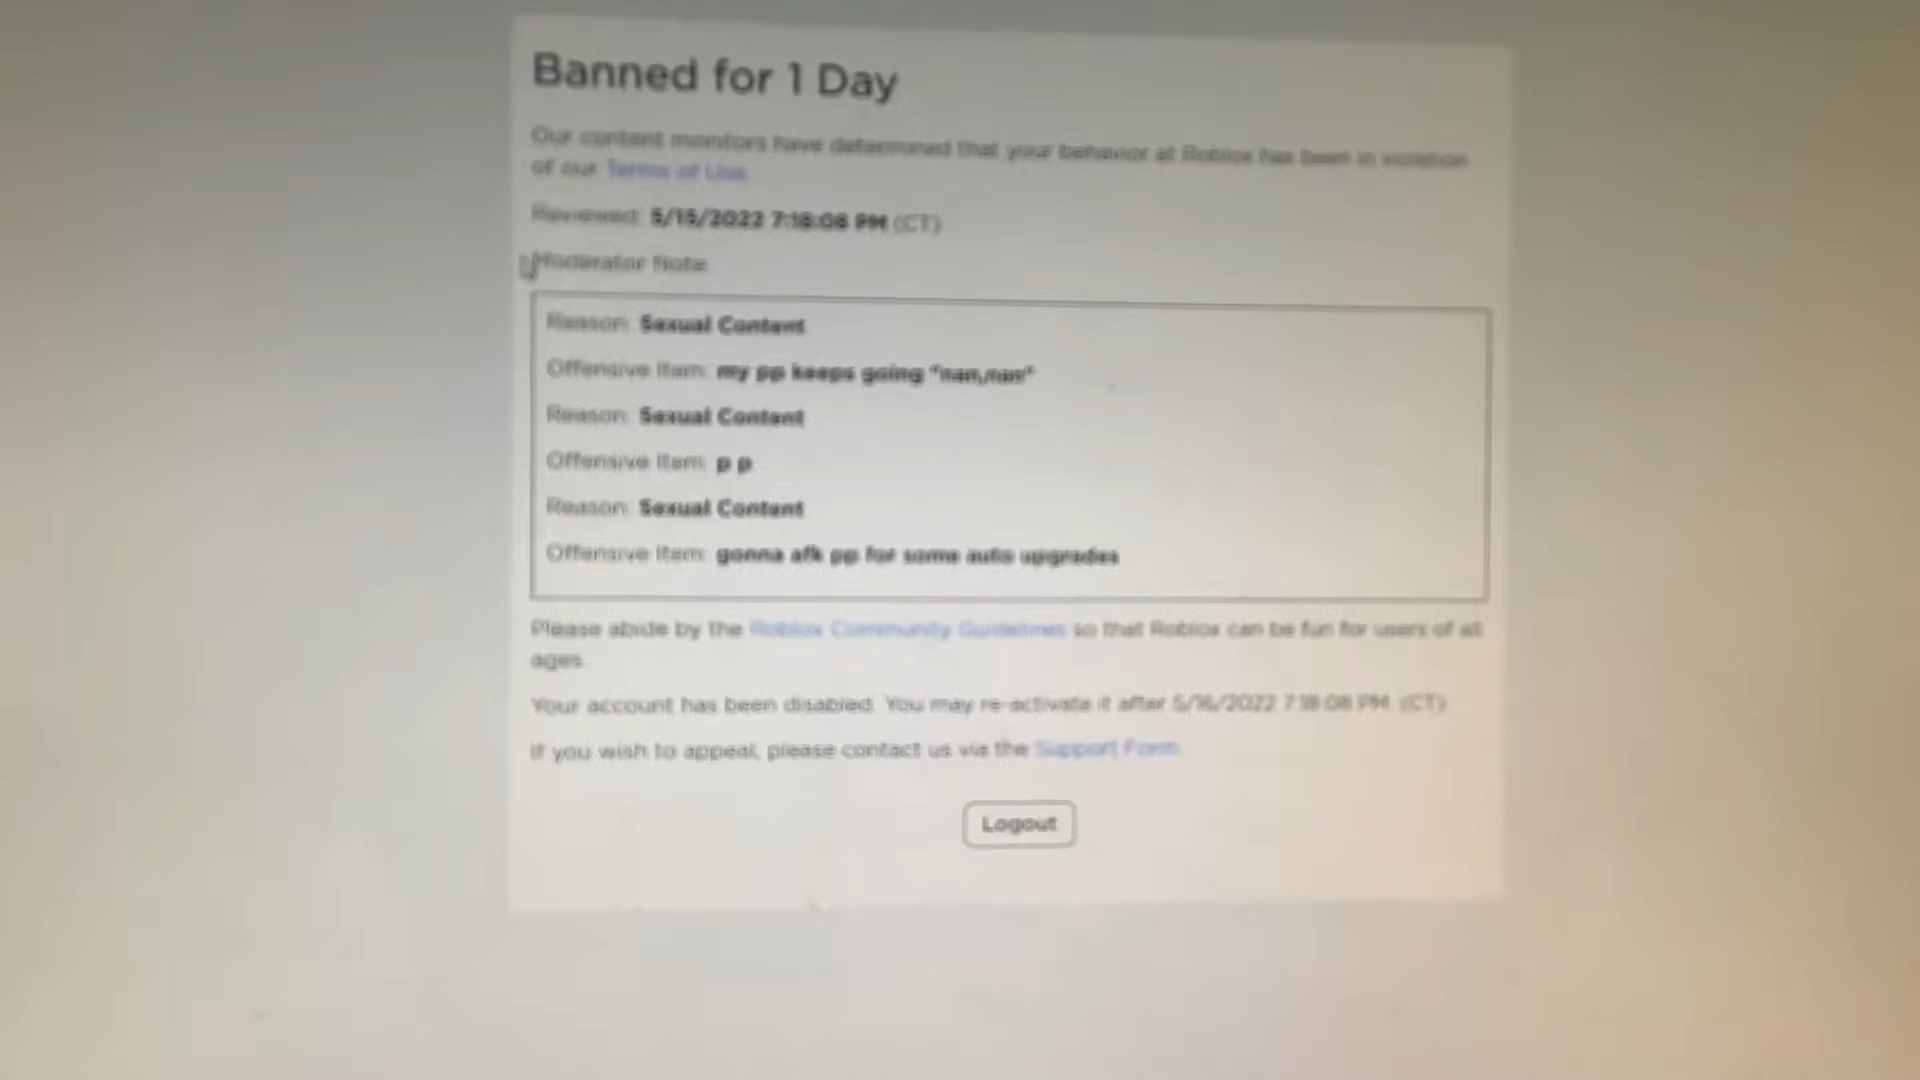 Banned for 1 Day
Our content monitors have determined that your behavior at Roblox has been in violation
of our Terms of Use.
Reviewed: 5/15/2022 7:18:08 PM (CT)
Moderator Note:
Reason: Sexual Content
Offensive Item: my pp keeps going "nan,nan"
Reason: Sexual Content
Offensive Item: p p
Reason: Sexual Content
Offensive Item: gonna afk pp for some auto upgrades
Please abide by the Roblox Community Guidelines so that Roblox can be fun for users of all
ages.
Your account has been disabled. You may re-activate it after 5/16/2022 7:18:08 PM (CT)
If you wish to appeal, please contact us via the Support Form.
Logout